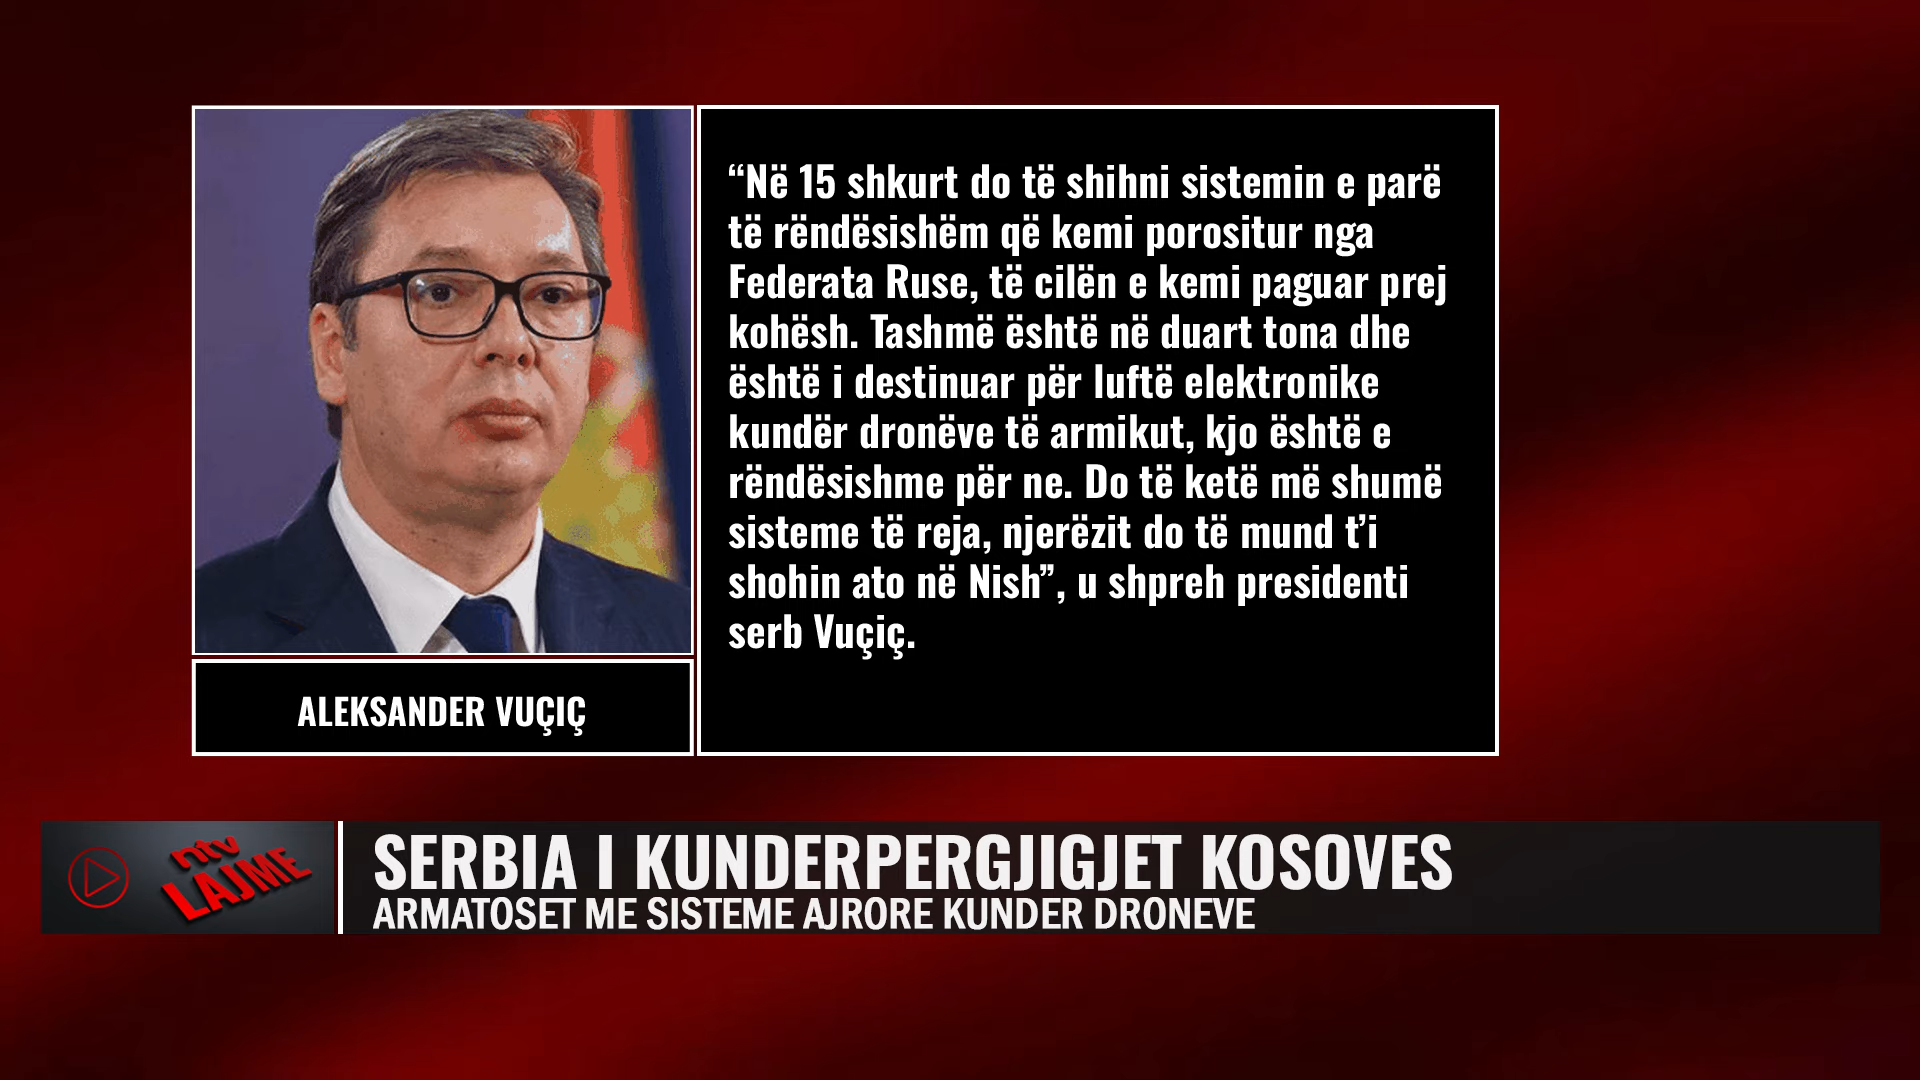 “Në 15 shkurt do të shihni sistemin e parë
të rëndësishëm që kemi porositur nga
Federata Ruse, të cilën e kemi paguar prej
kohësh. Tashmë është në duart tona dhe
është i destinuar për luftë elektronike
kundër dronëve të armikut, kjo është e
rëndësishme për ne. Do të ketë më shumë
sisteme të reja, njerëzit do të mund t’i
shohin ato në Nish”, u shpreh presidenti
serb Vuçiç.
ALEKSANDER VUÇIÇ
ntv
LAJME
SERBIA I KUNDERPERGJIGJET KOSOVES
ARMATOSET ME SISTEME AJRORE KUNDER DRONEVE